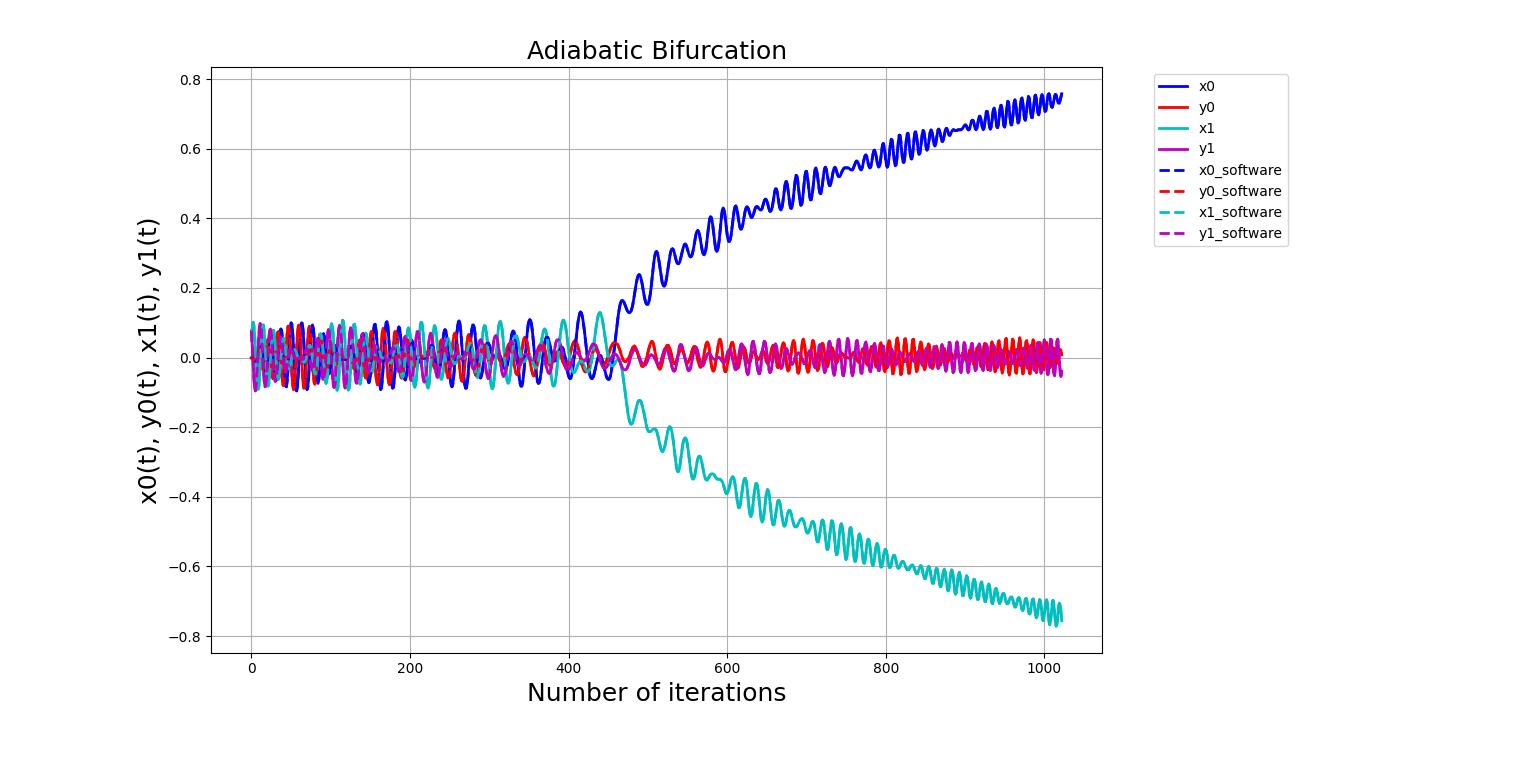 Adiabatic Bifurcation
x0(t), y0(t), x1(t), y1(t)
0.8
0.6
0.4
0.2
0.0
−0.2
−0.4
−0.6
−0.8
0 200 400 600 800 1000
Number of iterations
x0
y0
x1
y1
x0_software
y0_software
x1_software
y1_software